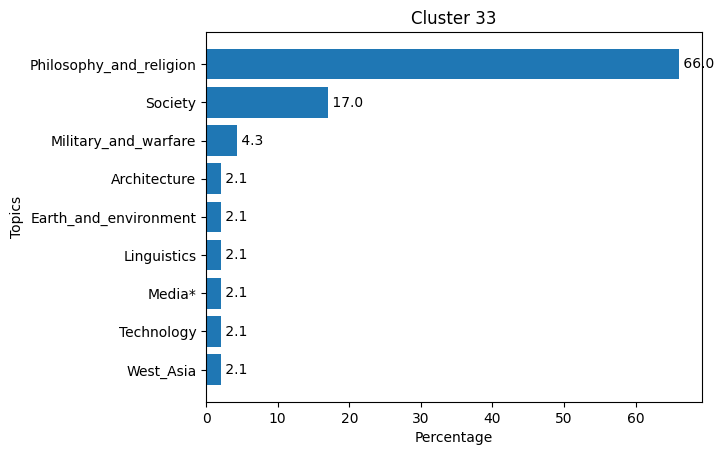 Cluster 33
Philosophy_and_religion 66.0
Society 17.0
Military_and_warfare 4.3
Architecture 2.1
Earth_and_environment 2.1
Linguistics 2.1
Media* 2.1
Technology 2.1
West_Asia 2.1
Topics
0 10 20 30 40 50 60
Percentage